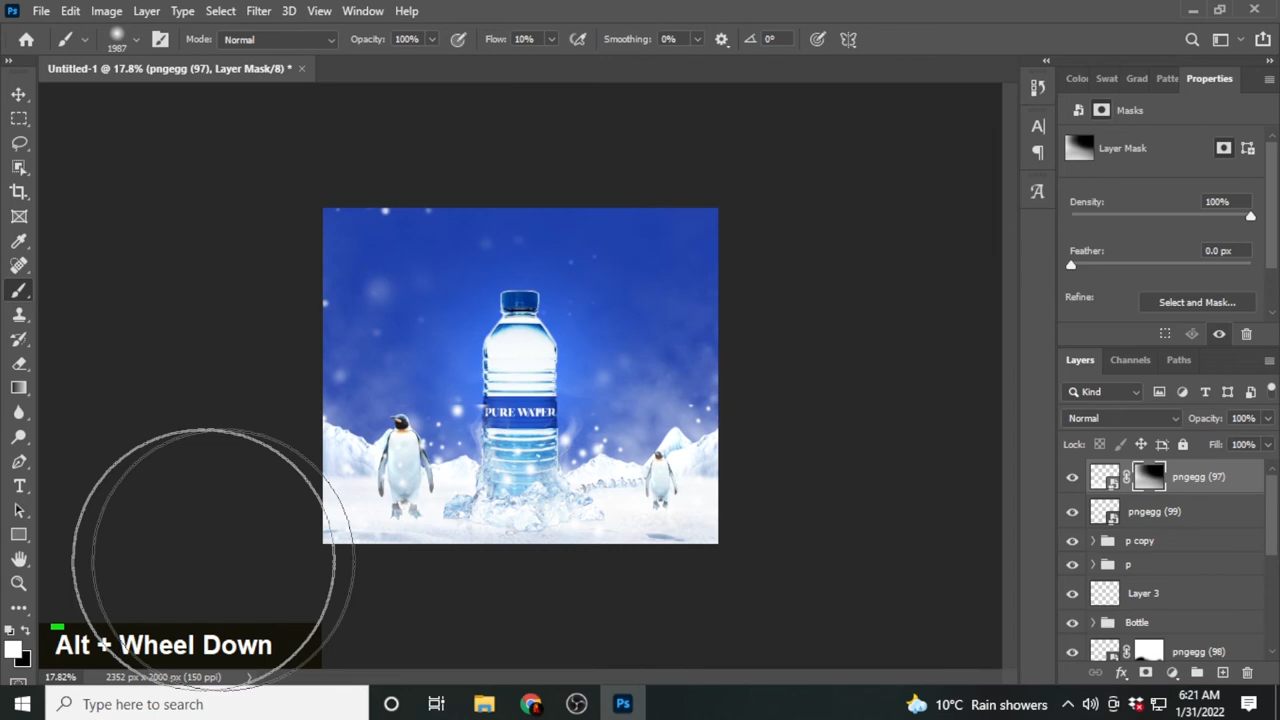 Ps File Edit Image Layer Type Select Filter 3D View Window Help
1987 Mode: Normal Opacity: 100% Flow: 10% Smoothing: 0% 0°
Untitled-1 @ 17.8% (pngegg (97), Layer Mask/8) * ×
Swat Grad Properties
Masks
Layer Mask
Density: 100%
Feather: 0.0 px
Refine: Select and Mask...
Layers Channels Paths
Kind
Normal Opacity: 100%
Lock: Fill: 100%
pngegg (97)
pngegg (99)
p copy
p
Layer 3
Bottle
pngegg (98)
PURE WATER
Alt + Wheel Down
17.82% 2352 px x 2000 px (150 ppi)
Type here to search
Ps
10°C Rain showers
6:21 AM
1/31/2022